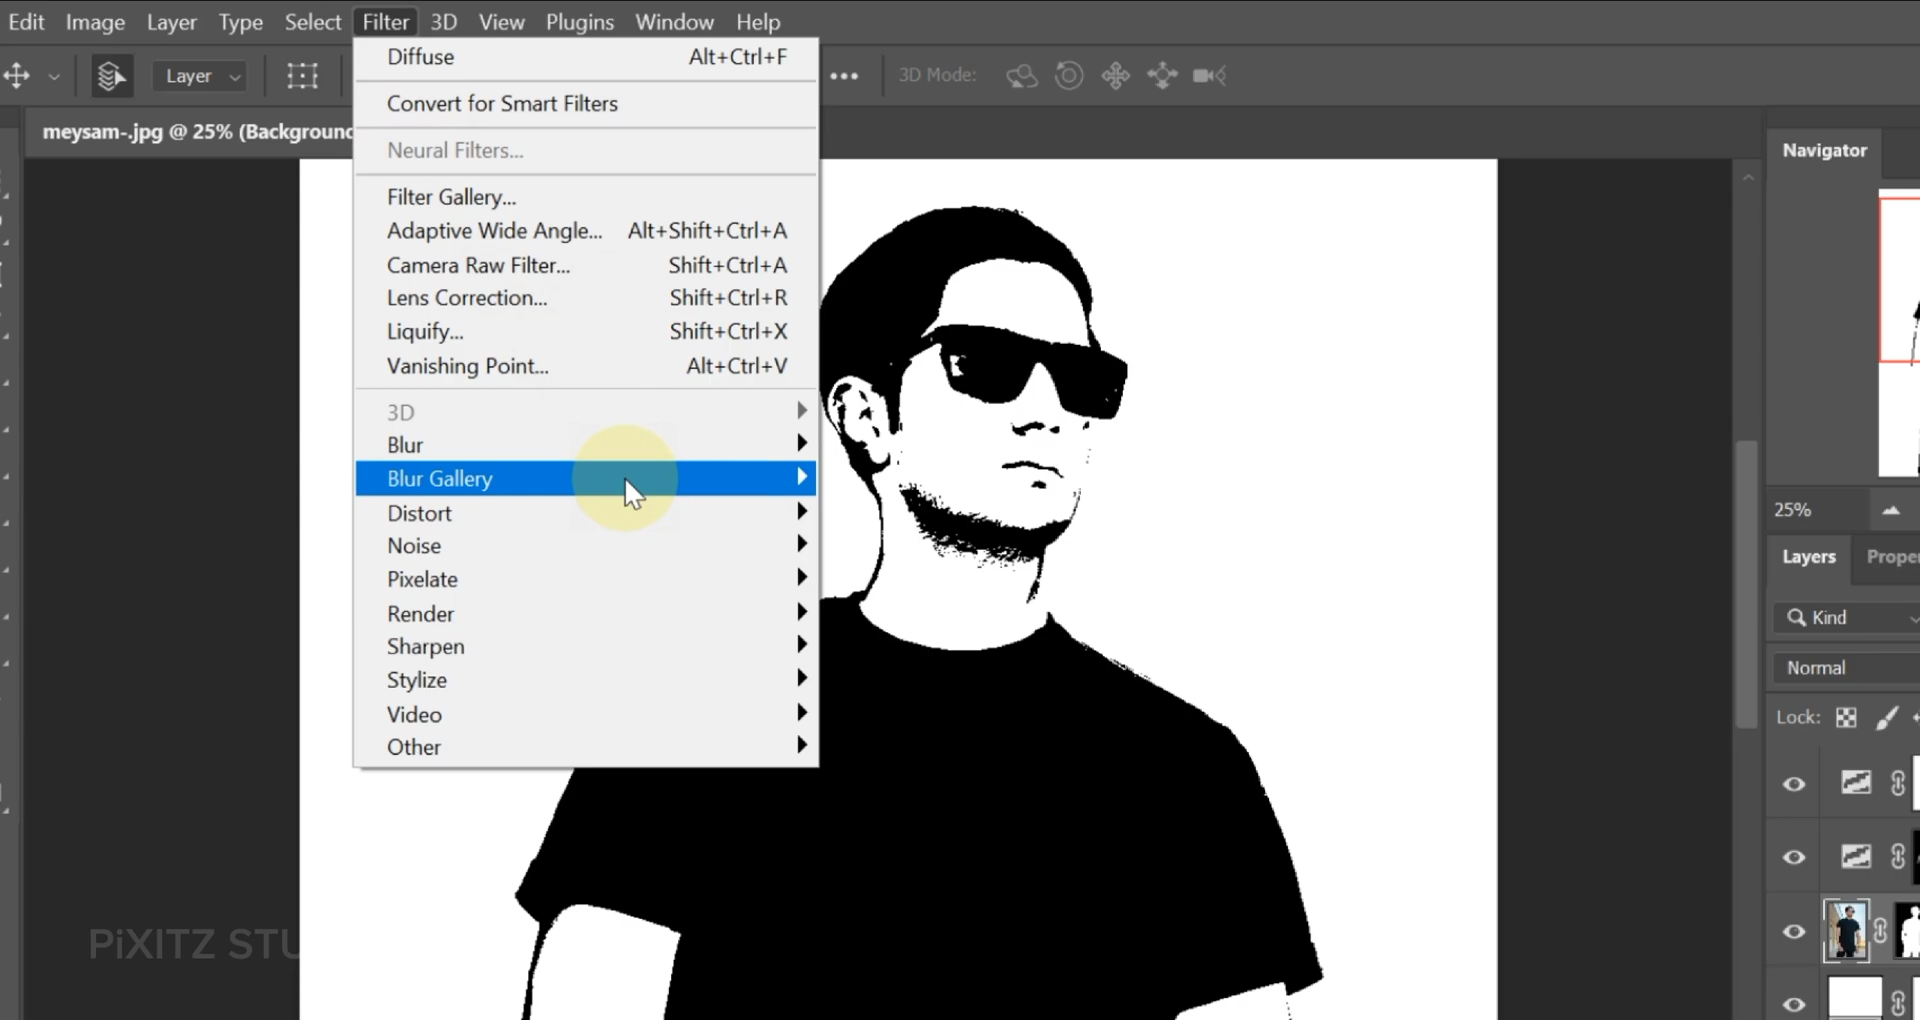 Edit Image Layer Type Select Filter 3D View Plugins Window Help
Layer 3D Mode:
meysam-.jpg @ 25% (Background
Diffuse Alt+Ctrl+F
Convert for Smart Filters
Neural Filters...
Filter Gallery...
Adaptive Wide Angle... Alt+Shift+Ctrl+A
Camera Raw Filter... Shift+Ctrl+A
Lens Correction... Shift+Ctrl+R
Liquify... Shift+Ctrl+X
Vanishing Point... Alt+Ctrl+V
3D
Blur
Blur Gallery
Distort
Noise
Pixelate
Render
Sharpen
Stylize
Video
Other
Navigator
25%
Layers Proper
Kind
Normal
Lock:
PiXITZ STU